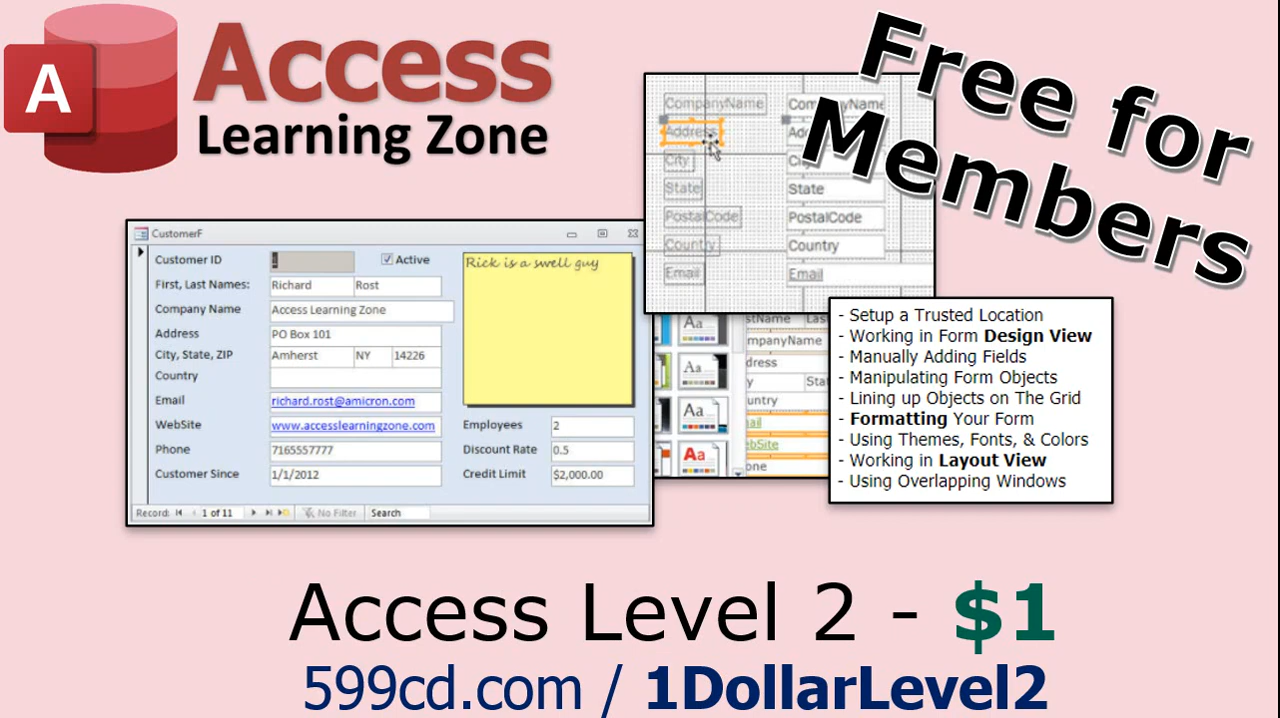 A
Access
Learning Zone
Free for
Members
CompanyName CompanyName
Address
City
State State
PostalCode PostalCode
Country Country
Email Email
CustomerF
Customer ID Active
First, Last Names: Richard Rost
Company Name Access Learning Zone
Address PO Box 101
City, State, ZIP Amherst NY 14226
Country
Email richard.rost@amicron.com
WebSite www.accesslearningzone.com
Phone 7165557777
Customer Since 1/1/2012
Rick is a swell guy
Employees 2
Discount Rate 0.5
Credit Limit $2,000.00
Record: 1 of 11 No Filter Search
Aa
Aa
Aa
Aa
- Setup a Trusted Location
- Working in Form Design View
- Manually Adding Fields
- Manipulating Form Objects
- Lining up Objects on The Grid
- Formatting Your Form
- Using Themes, Fonts, & Colors
- Working in Layout View
- Using Overlapping Windows
Access Level 2 - $1
599cd.com / 1DollarLevel2